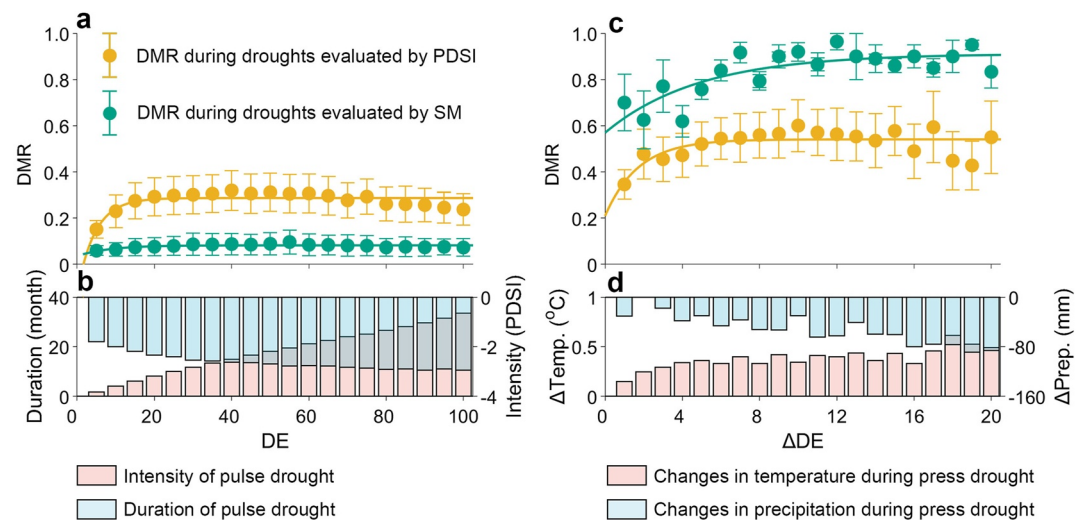 a
1.0
0.8
0.6
0.4
0.2
0
DMR
DMR during droughts evaluated by PDSI
DMR during droughts evaluated by SM
b
40
20
0
Duration (month)
0
-2
-4
Intensity (PDSI)
0 20 40 60 80 100
DE
Intensity of pulse drought
Duration of pulse drought
c
1.0
0.8
0.6
0.4
0.2
0
DMR
d
1
0.5
0
ΔTemp. (°C)
0
-80
-160
ΔPrep. (mm)
0 4 8 12 16 20
ΔDE
Changes in temperature during press drought
Changes in precipitation during press drought